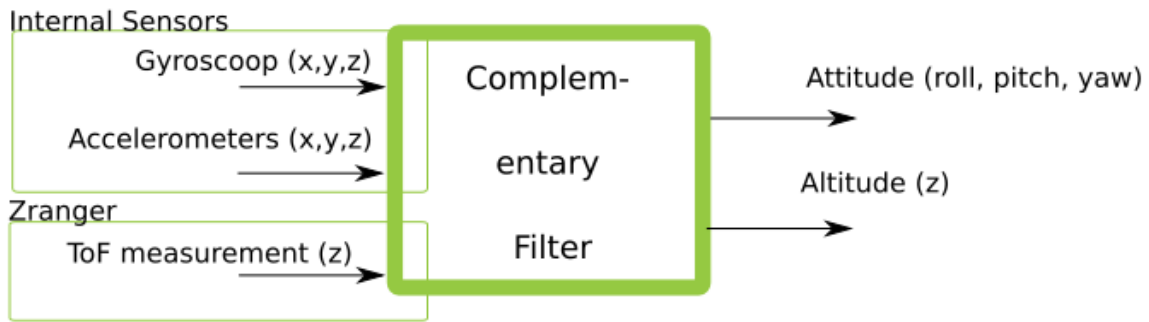 Internal Sensors
Gyroscoop (x,y,z)
Accelerometers (x,y,z)
Zranger
ToF measurement (z)
Complem-
entary
Filter
Attitude (roll, pitch, yaw)
Altitude (z)